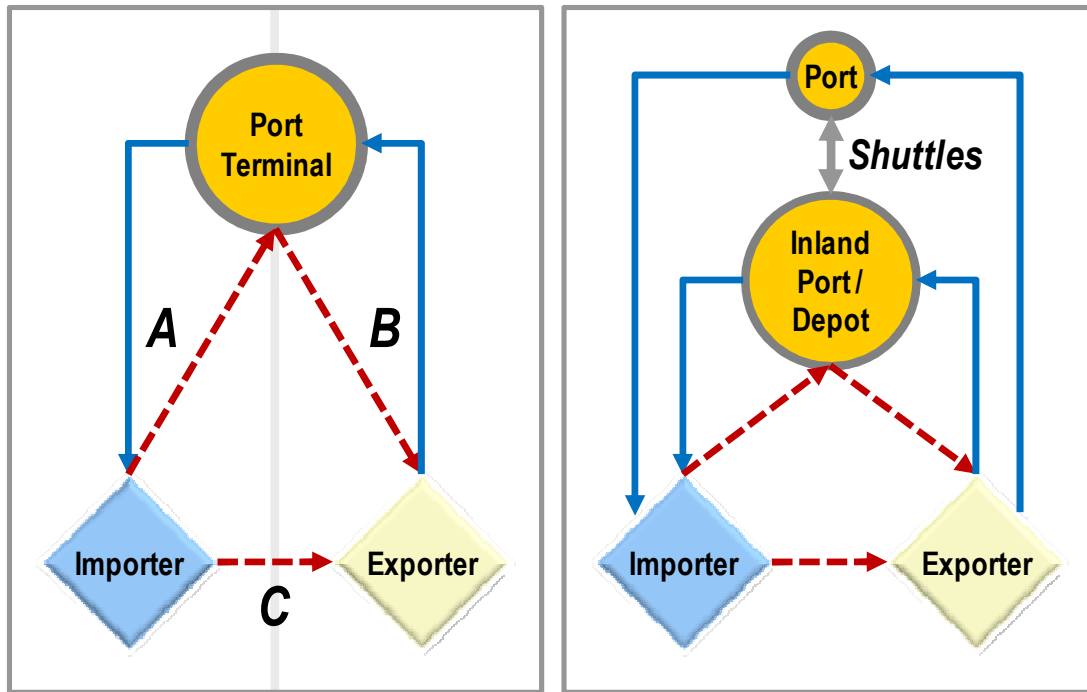 Port
Terminal
A
B
Importer
Exporter
C
Port
Shuttles
Inland
Port /
Depot
Importer
Exporter